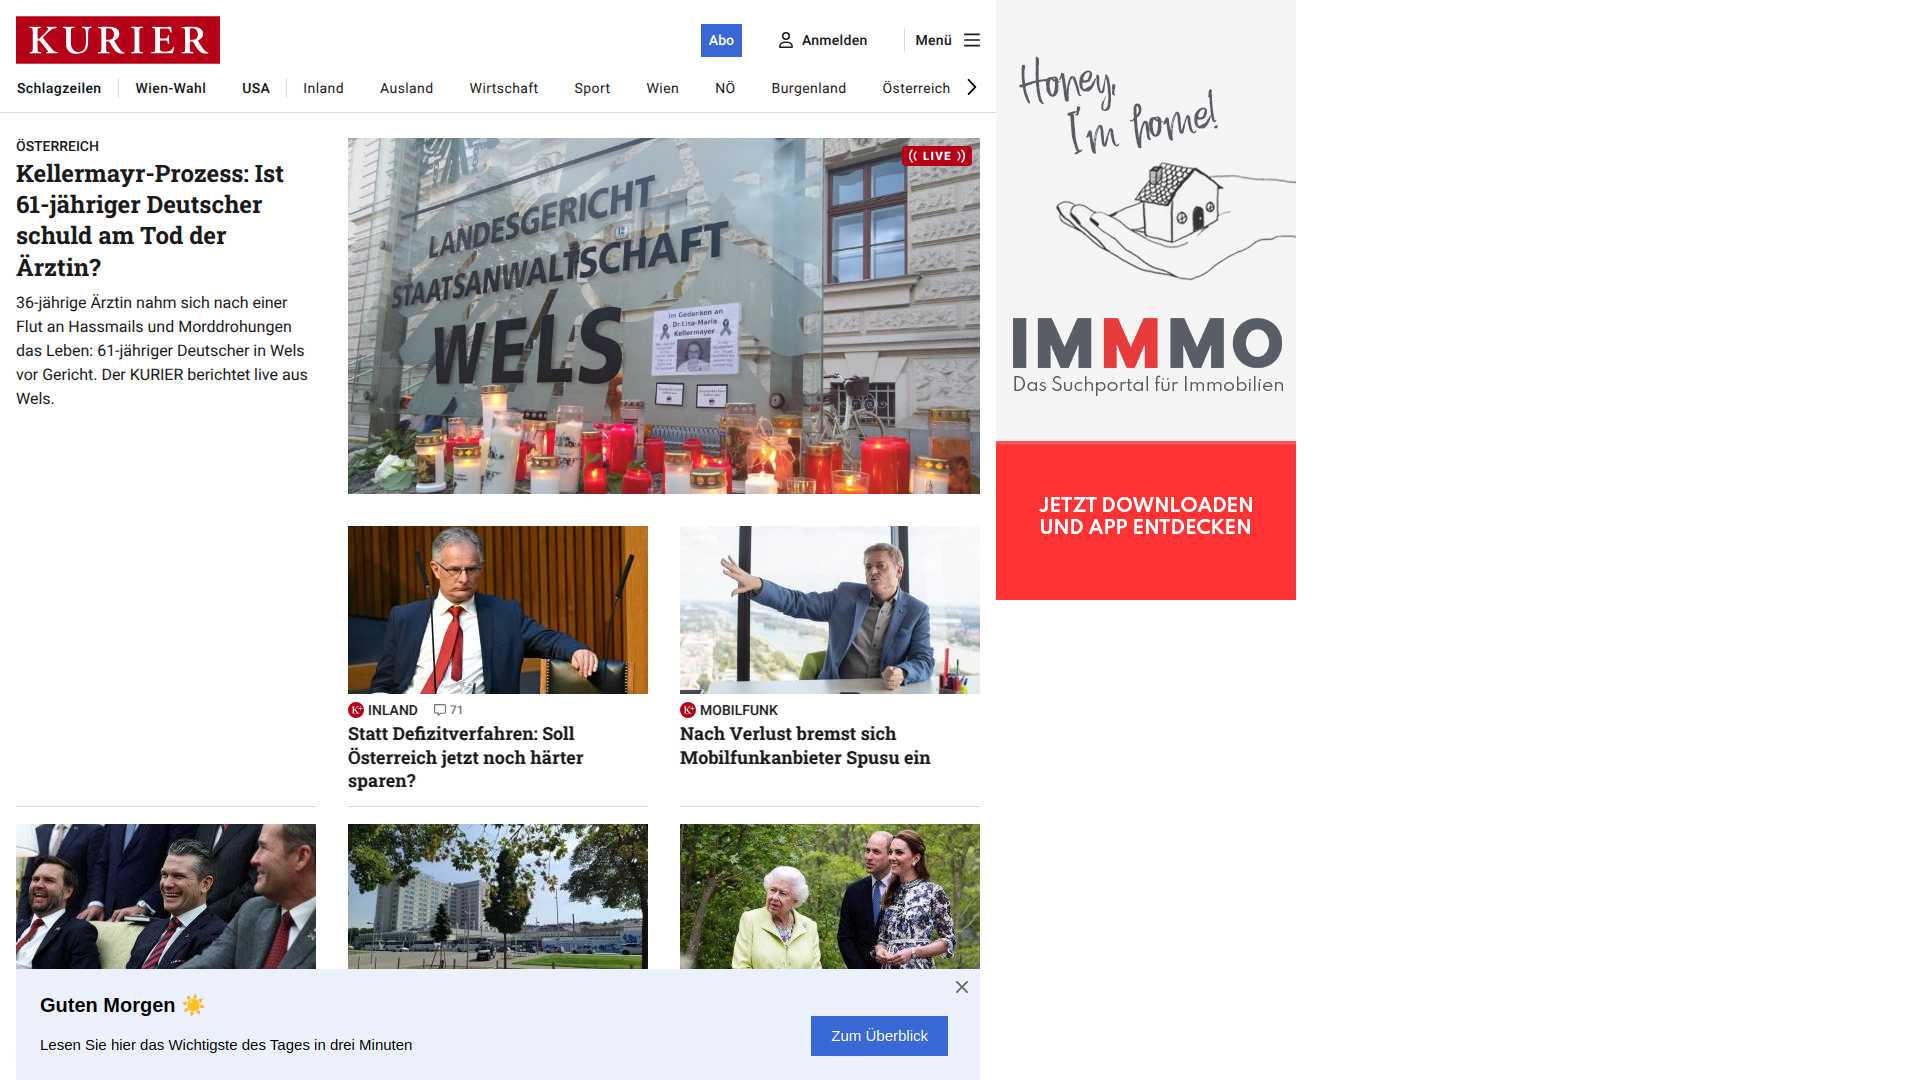 KURIER
Abo
Anmelden
Menü
Schlagzeilen
Wien-Wahl
USA
Inland
Ausland
Wirtschaft
Sport
Wien
NÖ
Burgenland
Österreich
ÖSTERREICH
Kellermayr-Prozess: Ist
61-jähriger Deutscher
schuld am Tod der
Ärztin?
36-jährige Ärztin nahm sich nach einer
Flut an Hassmails und Morddrohungen
das Leben: 61-jähriger Deutscher in Wels
vor Gericht. Der KURIER berichtet live aus
Wels.
LIVE
LANDESGERICHT
STAATSANWALTSCHAFT
WELS
Im Gedenken an
Dr.Lisa-Maria
Kellermayer
K+ INLAND
71
Statt Defizitverfahren: Soll
Österreich jetzt noch härter
sparen?
K+ MOBILFUNK
Nach Verlust bremst sich
Mobilfunkanbieter Spusu ein
Guten Morgen
Lesen Sie hier das Wichtigste des Tages in drei Minuten
Zum Überblick
Honey,
I'm home!
IMMMO
Das Suchportal für Immobilien
JETZT DOWNLOADEN
UND APP ENTDECKEN